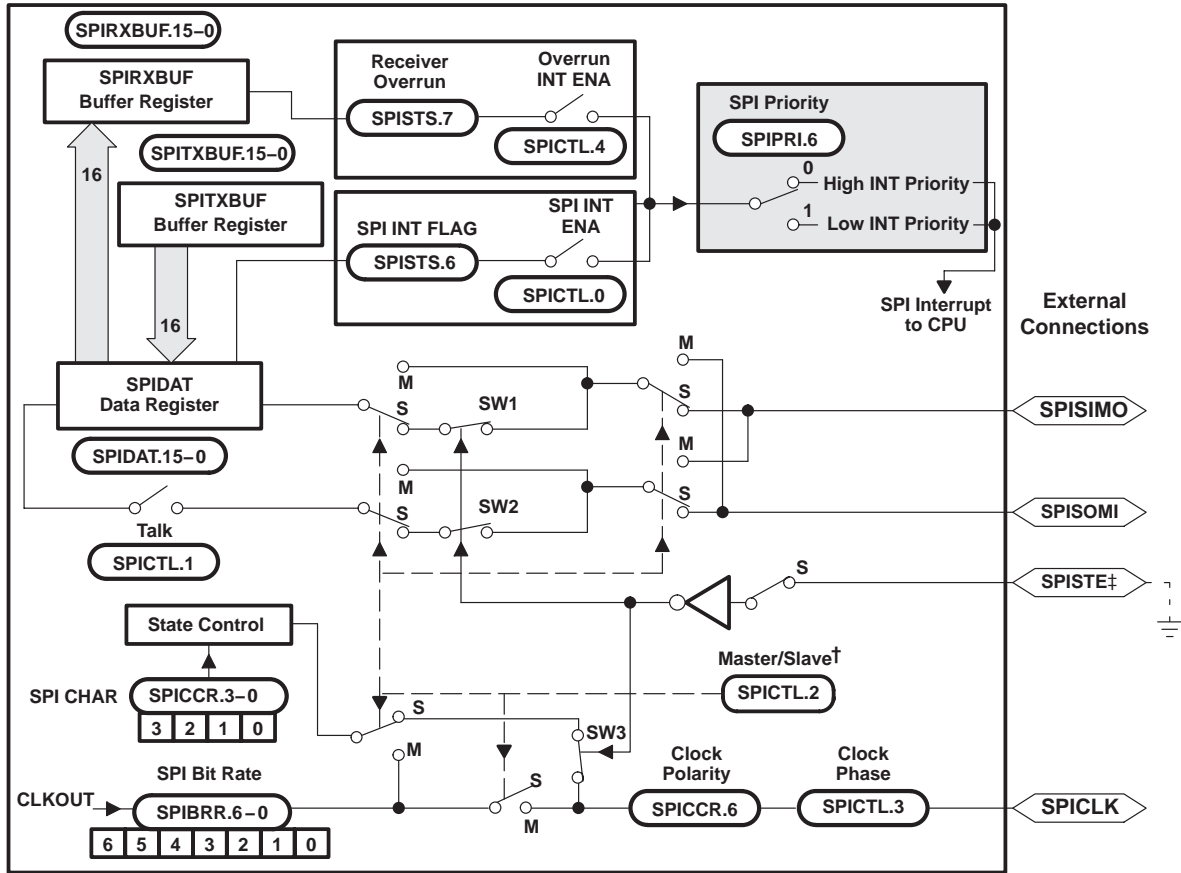 SPIRXBUF.15–0
SPIRXBUF
Buffer Register
16
SPITXBUF.15–0
SPITXBUF
Buffer Register
16
Receiver
Overrun
SPISTS.7
Overrun
INT ENA
SPICTL.4
SPI INT FLAG
SPISTS.6
SPI INT
ENA
SPICTL.0
SPI Priority
SPIPRI.6
0
High INT Priority
1
Low INT Priority
SPI Interrupt
to CPU
External
Connections
SPIDAT
Data Register
SPIDAT.15–0
M
S
SW1
M
S
M
SPISIMO
M
S
SW2
S
SPISOMI
Talk
SPICTL.1
S
SPISTE‡
State Control
Master/Slave†
SPICTL.2
SPI CHAR
SPICCR.3–0
3 2 1 0
S
M
SW3
SPI Bit Rate
CLKOUT
SPIBRR.6–0
6 5 4 3 2 1 0
S
M
Clock
Polarity
SPICCR.6
Clock
Phase
SPICTL.3
SPICLK